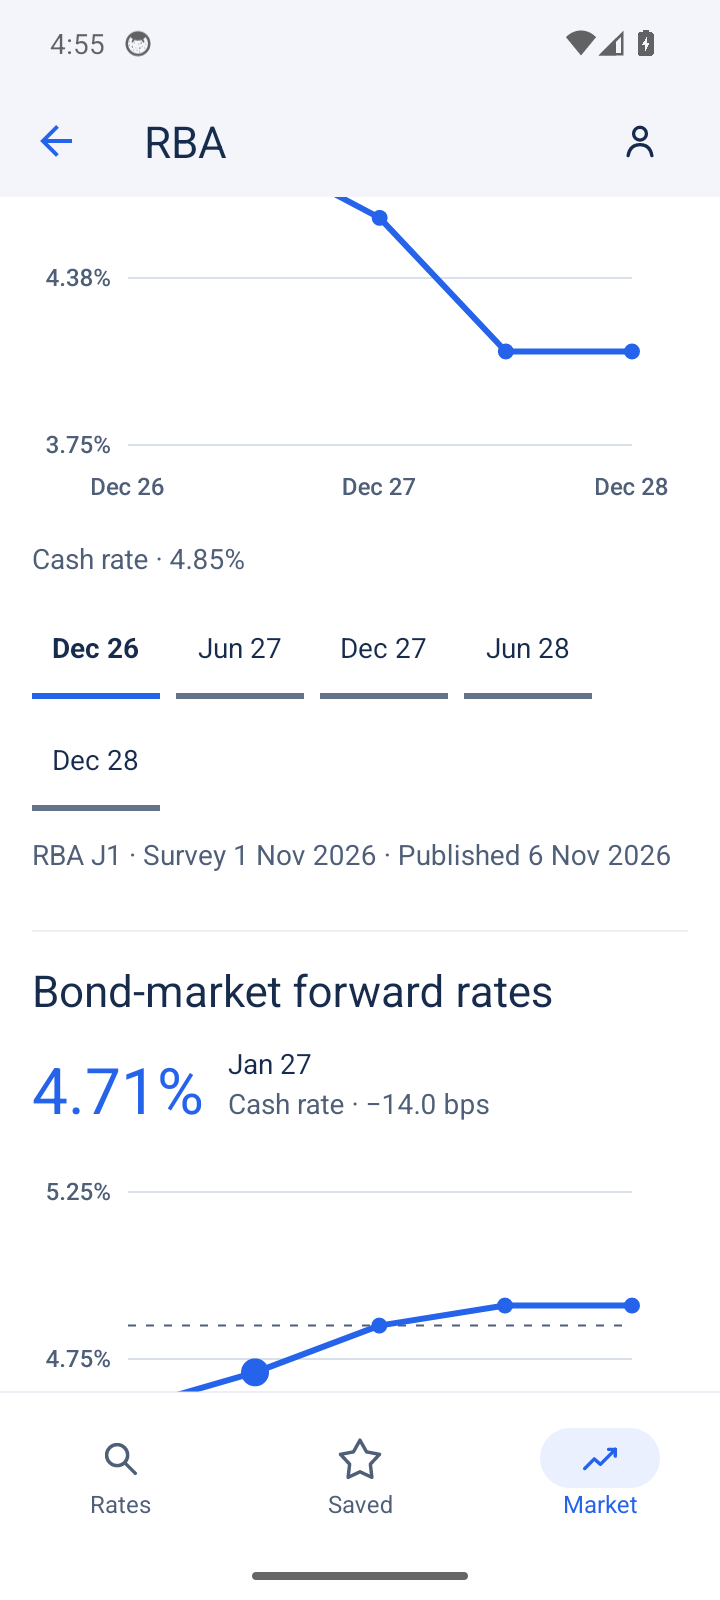 4:55
RBA
4.38%
3.75%
Dec 26 Dec 27 Dec 28
Cash rate · 4.85%
Dec 26 Jun 27 Dec 27 Jun 28
Dec 28
RBA J1 · Survey 1 Nov 2026 · Published 6 Nov 2026
Bond-market forward rates
4.71%
Jan 27
Cash rate · −14.0 bps
5.25%
4.75%
Rates Saved Market